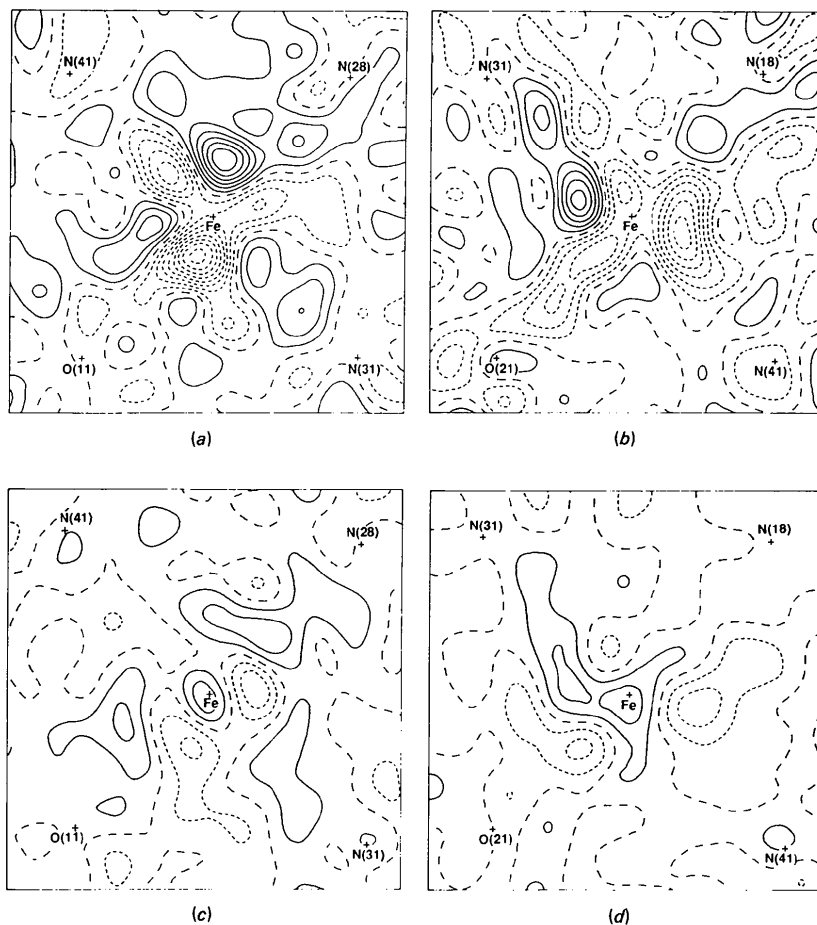 N(41) N(28)
Fe
O(11) N(31)
(a)
N(31) N(18)
Fe
O(21) N(41)
(b)
N(41) N(28)
Fe
O(11) N(31)
(c)
N(31) N(18)
Fe
O(21) N(41)
(d)